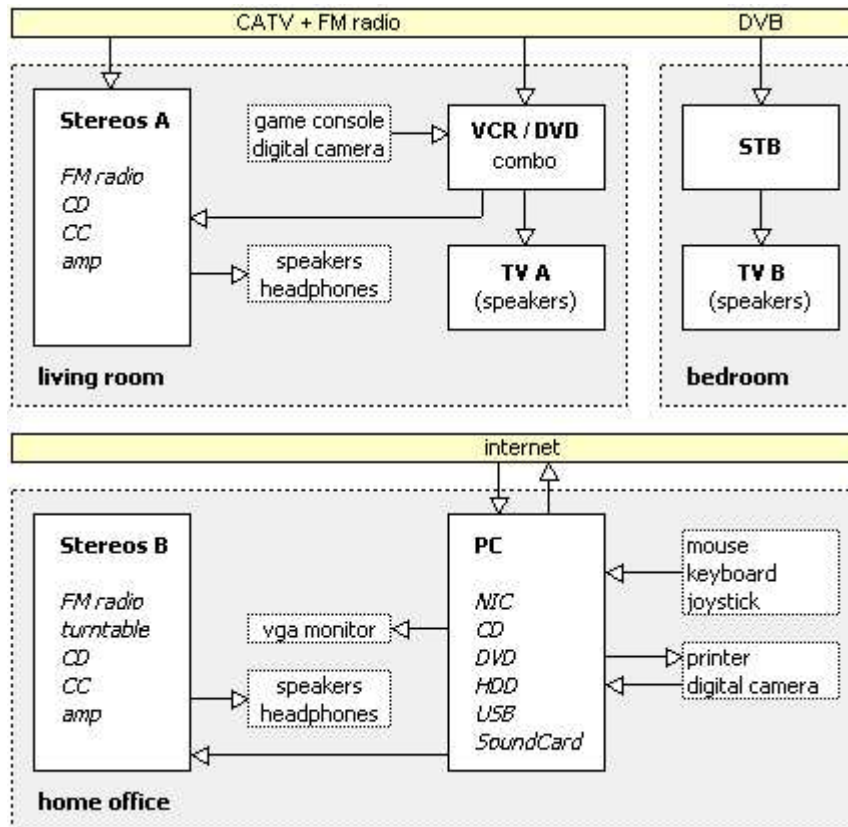 CATV + FM radio
DVB
Stereos A
FM radio
CD
CC
amp
game console
digital camera
VCR / DVD
combo
STB
speakers
headphones
TV A
(speakers)
TV B
(speakers)
living room
bedroom
internet
Stereos B
FM radio
turntable
CD
CC
amp
vga monitor
speakers
headphones
PC
NIC
CD
DVD
HDD
USB
SoundCard
mouse
keyboard
joystick
printer
digital camera
home office